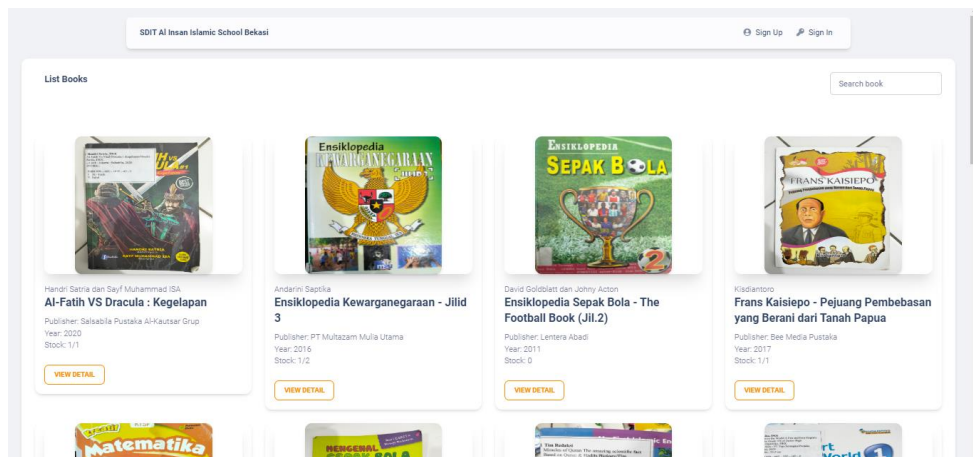 SDIT Al Insan Islamic School Bekasi
Sign Up
Sign In
List Books
Search book
Ensiklopedia
KEWARGANEGARAAN
JILID
ENSIKLOPEDIA
SEPAK BOLA
2
FRANS KAISIEPO
Handri Satria dan Sayf Muhammad ISA
Al-Fatih VS Dracula : Kegelapan
Publisher: Salsabila Pustaka Al-Kautsar Grup
Year: 2020
Stock: 1/1
VIEW DETAIL
Andarini Saptika
Ensiklopedia Kewarganegaraan - Jilid
3
Publisher: PT Multazam Mulia Utama
Year: 2016
Stock: 1/2
VIEW DETAIL
David Goldblatt dan Johny Acton
Ensiklopedia Sepak Bola - The
Football Book (Jil.2)
Publisher: Lentera Abadi
Year: 2011
Stock: 0
VIEW DETAIL
Kisdiantoro
Frans Kaisiepo - Pejuang Pembebasan
yang Berani dari Tanah Papua
Publisher: Bee Media Pustaka
Year: 2017
Stock: 1/1
VIEW DETAIL
Matematika
MENGENAL
SEPAK BOLA
1